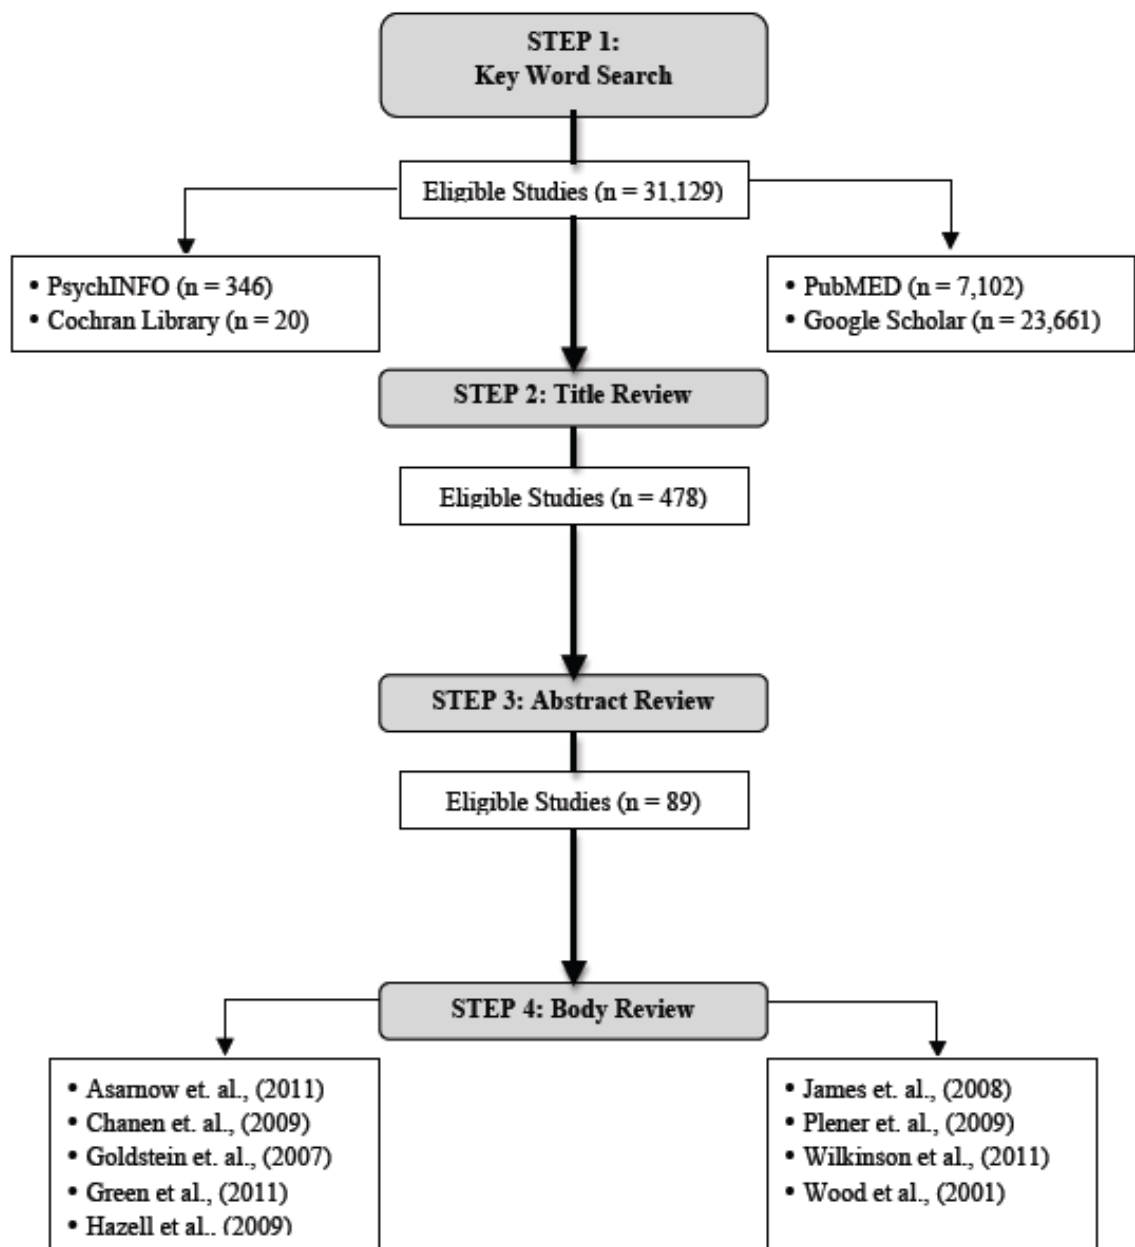 STEP 1:
Key Word Search
Eligible Studies (n = 31,129)
• PsychINFO (n = 346)
• Cochran Library (n = 20)
• PubMED (n = 7,102)
• Google Scholar (n = 23,661)
STEP 2: Title Review
Eligible Studies (n = 478)
STEP 3: Abstract Review
Eligible Studies (n = 89)
STEP 4: Body Review
• Asarnow et. al., (2011)
• Chanen et. al., (2009)
• Goldstein et. al., (2007)
• Green et al., (2011)
• Hazell et al., (2009)
• James et. al., (2008)
• Plener et. al., (2009)
• Wilkinson et al., (2011)
• Wood et al., (2001)